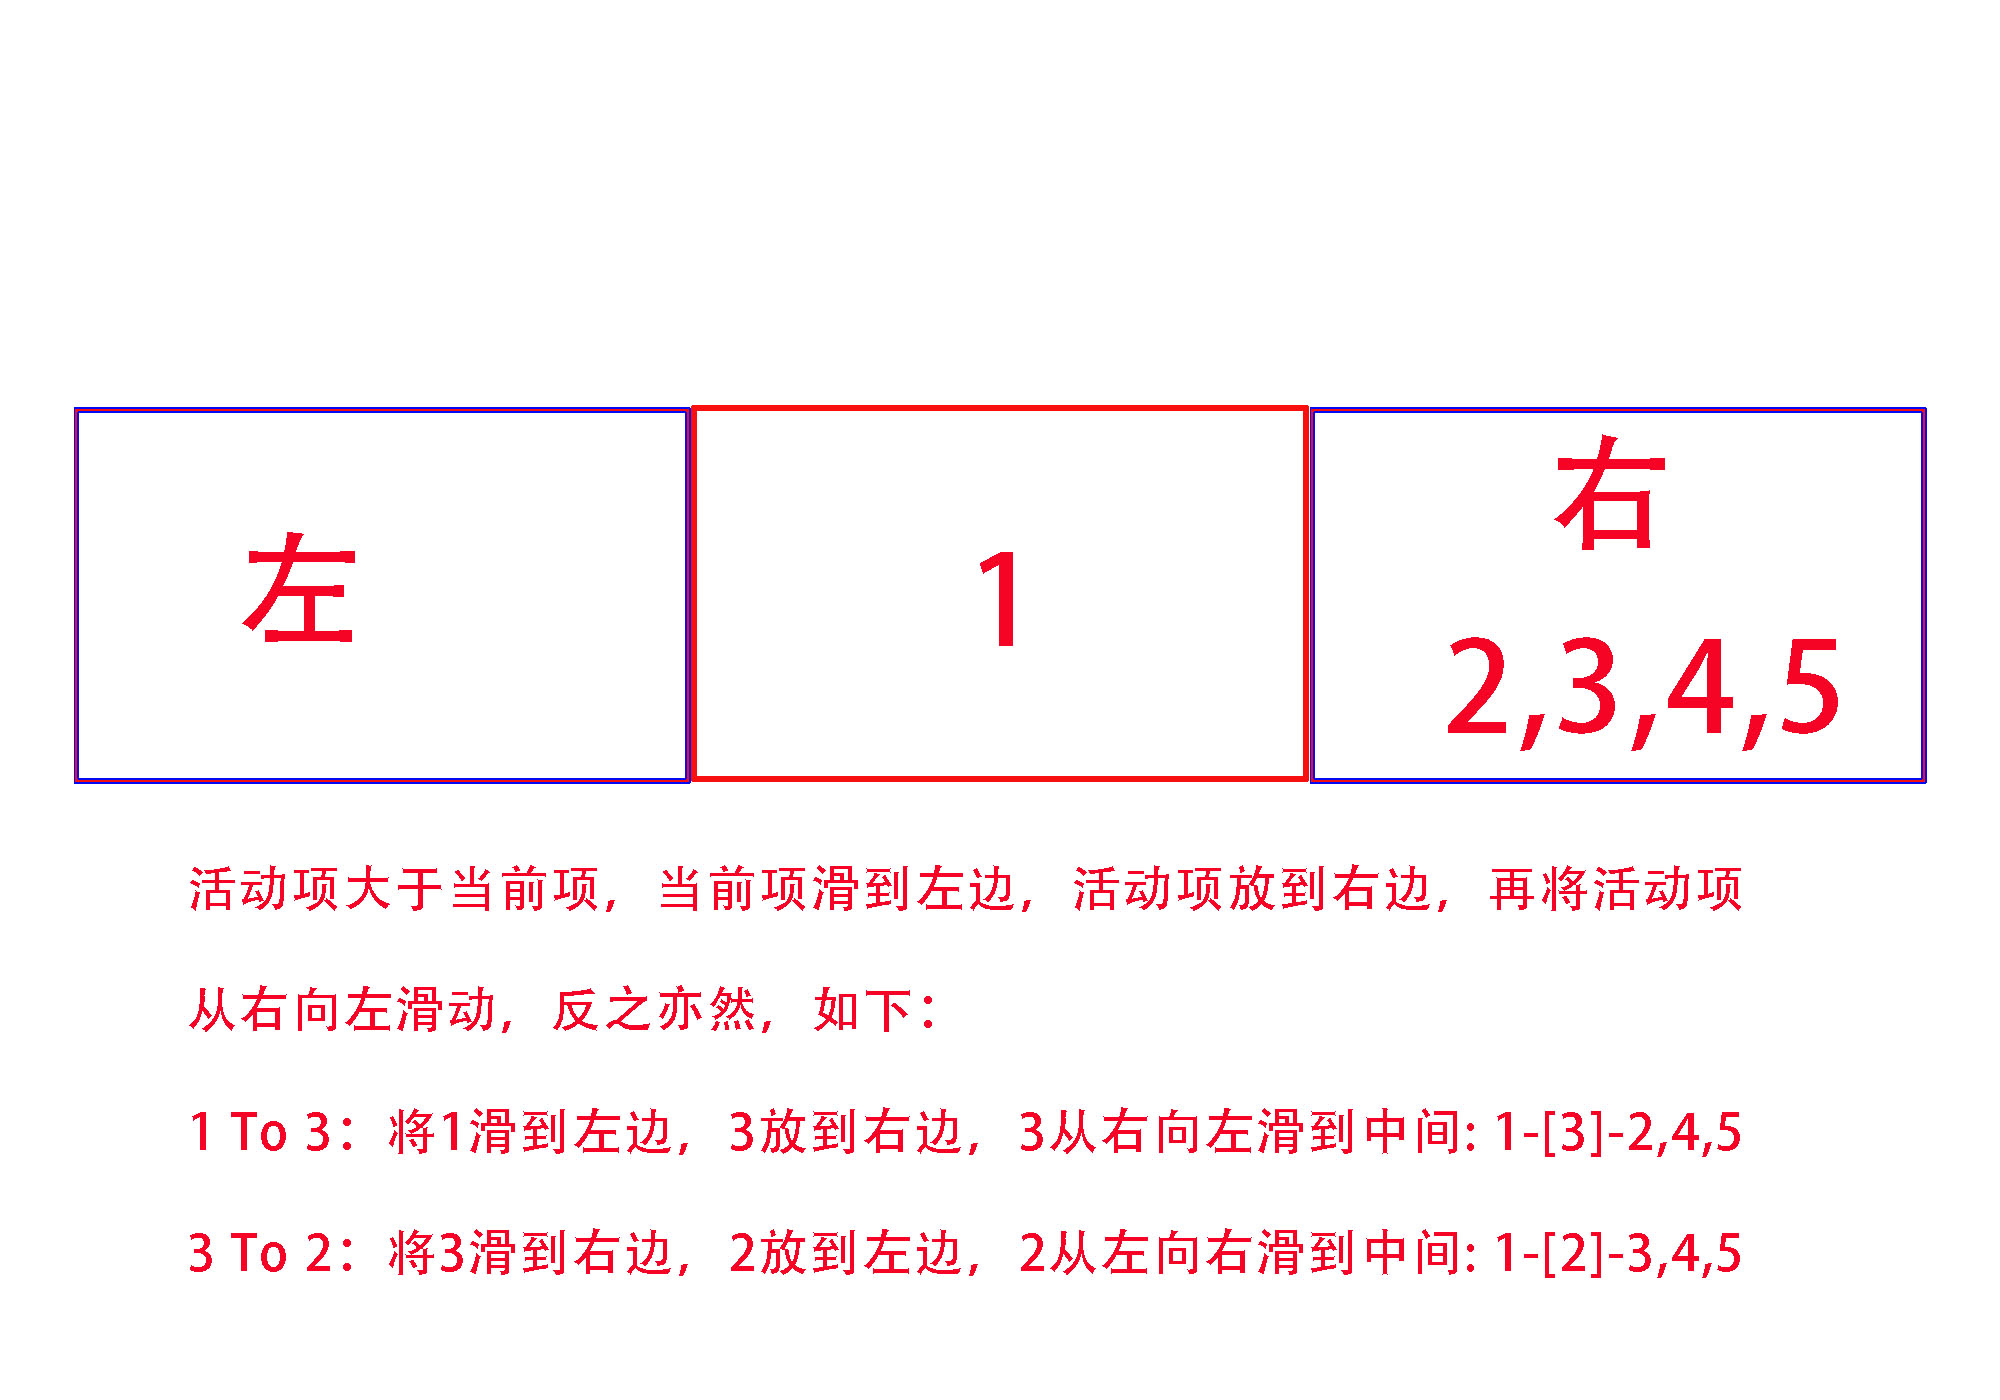 左
1
右
2,3,4,5
活动项大于当前项，当前项滑到左边，活动项放到右边，再将活动项
从右向左滑动，反之亦然，如下：
1 To 3：将1滑到左边，3放到右边，3从右向左滑到中间: 1-[3]-2,4,5
3 To 2：将3滑到右边，2放到左边，2从左向右滑到中间: 1-[2]-3,4,5